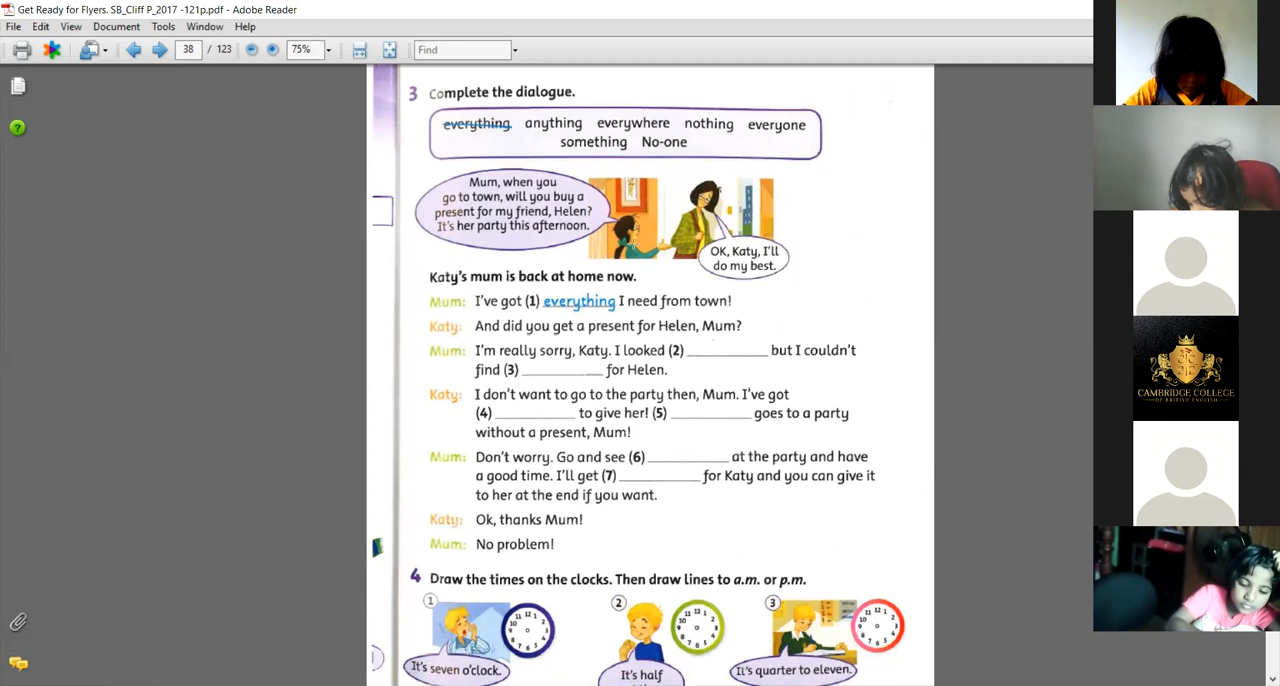 Get Ready for Flyers. SB_Cliff P_2017 -121p.pdf - Adobe Reader
File Edit View Document Tools Window Help
38 / 123 75% Find
3 Complete the dialogue.
everything anything everywhere nothing everyone
something No-one
Mum, when you
go to town, will you buy a
present for my friend, Helen?
It's her party this afternoon.
OK, Katy, I'll
do my best.
Katy's mum is back at home now.
Mum: I've got (1) everything I need from town!
Katy: And did you get a present for Helen, Mum?
Mum: I'm really sorry, Katy. I looked (2) ____________ but I couldn't
find (3) ____________ for Helen.
Katy: I don't want to go to the party then, Mum. I've got
(4) ____________ to give her! (5) ____________ goes to a party
without a present, Mum!
Mum: Don't worry. Go and see (6) ____________ at the party and have
a good time. I'll get (7) ____________ for Katy and you can give it
to her at the end if you want.
Katy: Ok, thanks Mum!
Mum: No problem!
4 Draw the times on the clocks. Then draw lines to a.m. or p.m.
1 2 3
It's seven o'clock.
It's half
It's quarter to eleven.
CAMBRIDGE COLLEGE
OF BRITISH ENGLISH